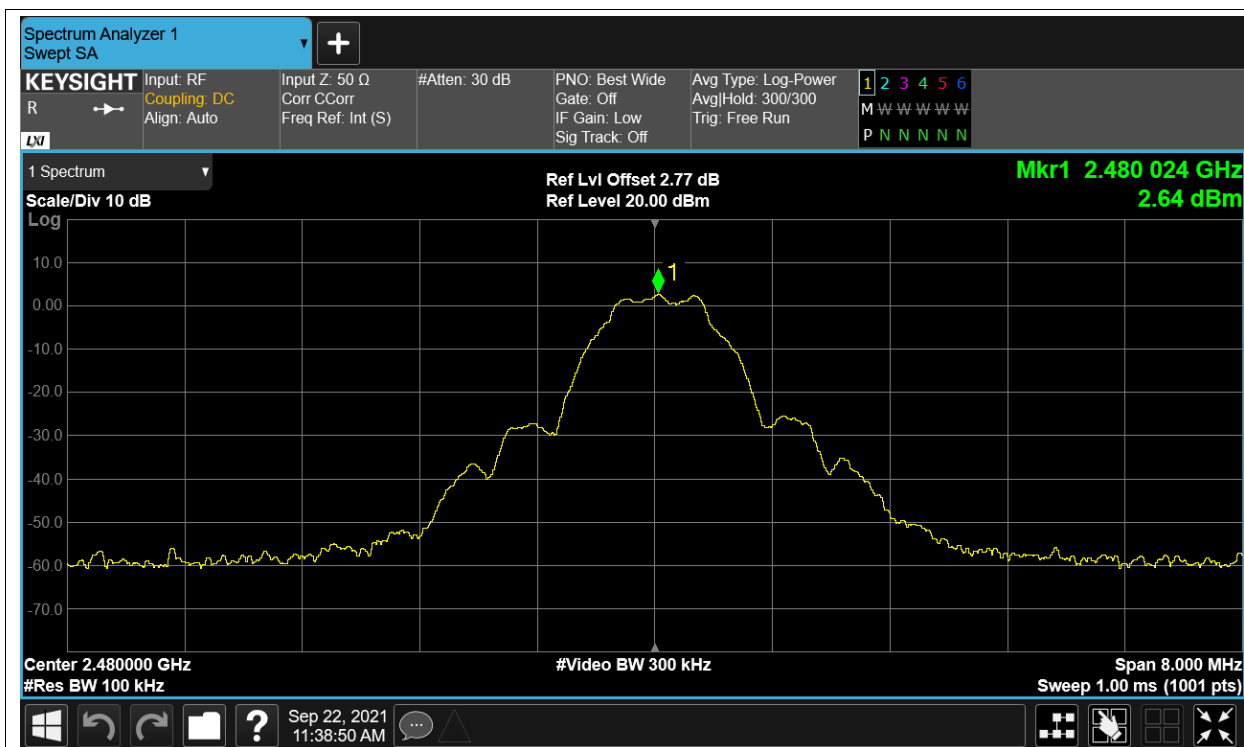 Spectrum Analyzer 1
Swept SA
KEYSIGHT
R
LXI
Input: RF
Coupling: DC
Align: Auto
Input Z: 50 Ω
Corr CCorr
Freq Ref: Int (S)
#Atten: 30 dB
PNO: Best Wide
Gate: Off
IF Gain: Low
Sig Track: Off
Avg Type: Log-Power
Avg|Hold: 300/300
Trig: Free Run
1 2 3 4 5 6
M W W W W W
P N N N N N
1 Spectrum
Scale/Div 10 dB
Log
Ref Lvl Offset 2.77 dB
Ref Level 20.00 dBm
Mkr1 2.480 024 GHz
2.64 dBm
1
10.0
0.00
-10.0
-20.0
-30.0
-40.0
-50.0
-60.0
-70.0
Center 2.480000 GHz
#Res BW 100 kHz
#Video BW 300 kHz
Span 8.000 MHz
Sweep 1.00 ms (1001 pts)
?
Sep 22, 2021
11:38:50 AM